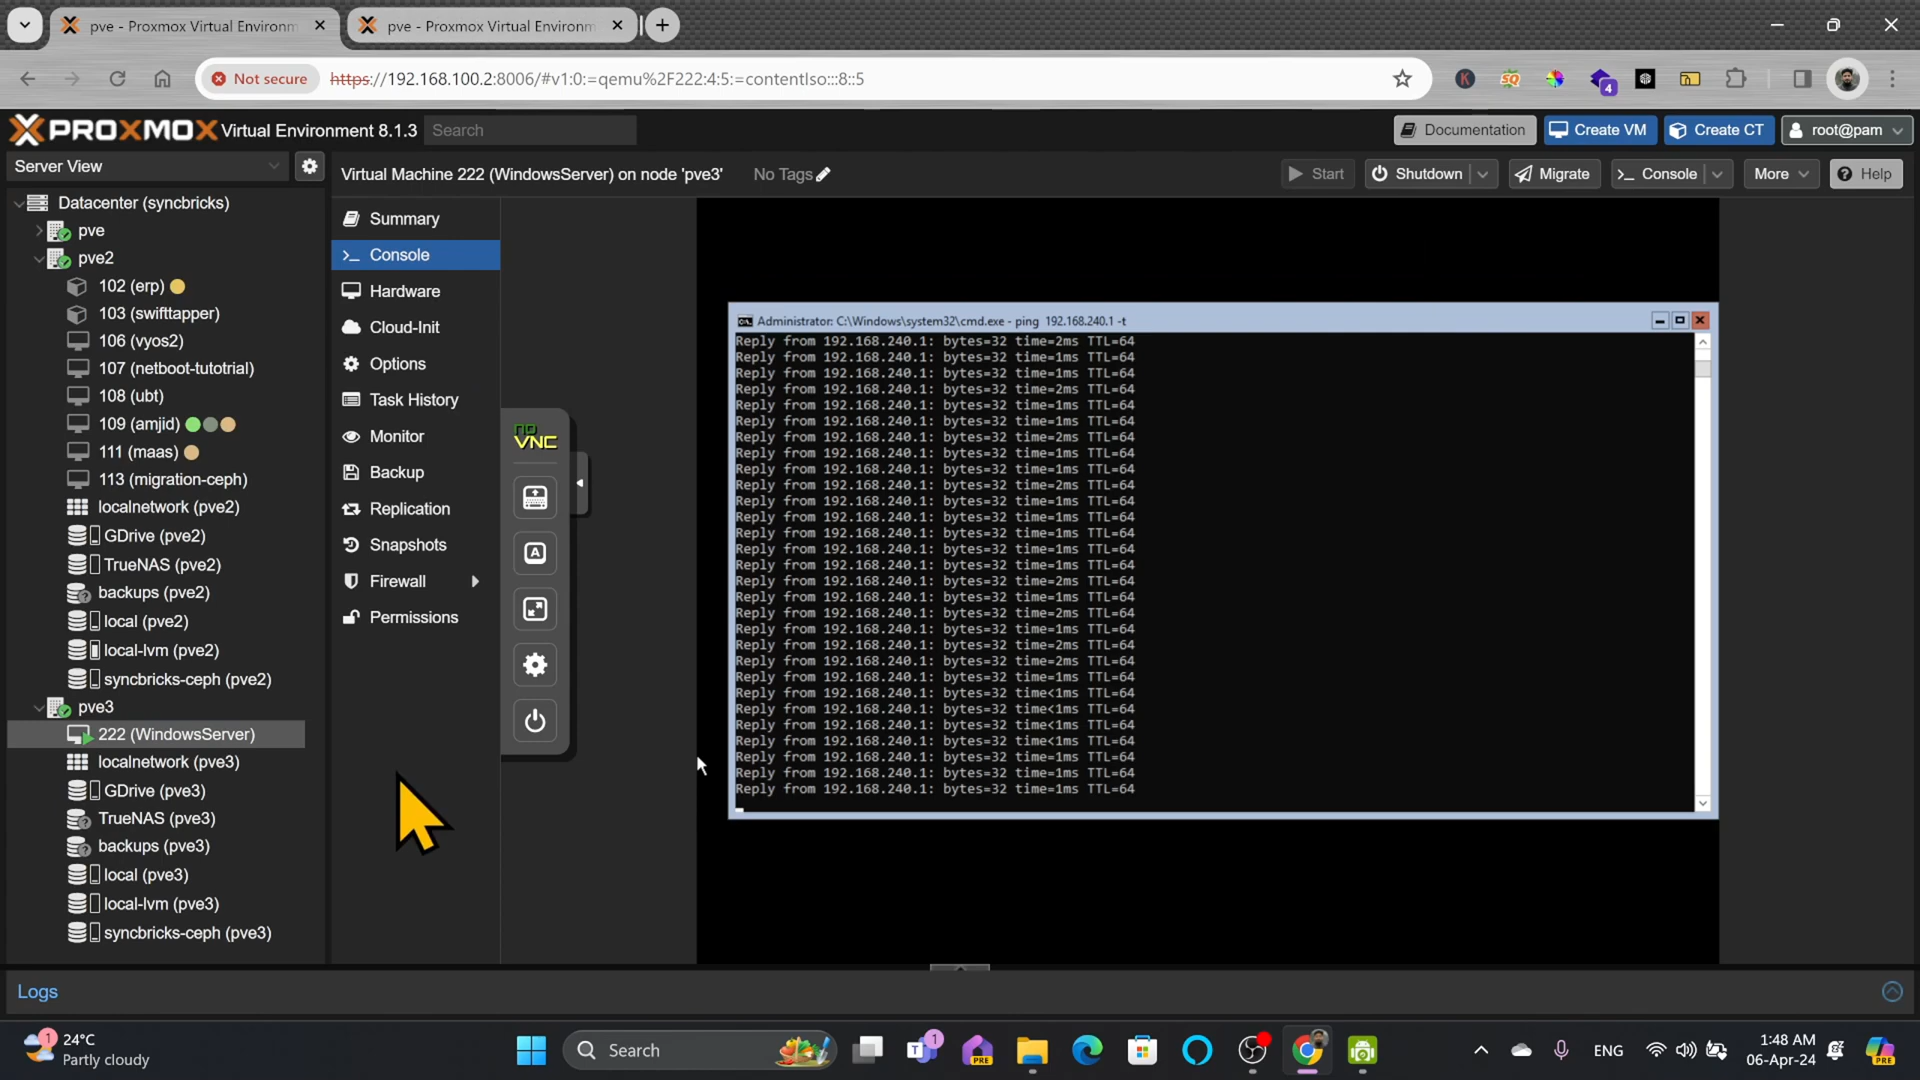 pve - Proxmox Virtual Environm
pve - Proxmox Virtual Environm
Not secure
https://192.168.100.2:8006/#v1:0:=qemu%2F222:4:5:=contentIso:::8::5
4
PROXMOX Virtual Environment 8.1.3
Search
Documentation
Create VM
Create CT
root@pam
Server View
Virtual Machine 222 (WindowsServer) on node 'pve3'
No Tags
Start
Shutdown
Migrate
Console
More
Help
Datacenter (syncbricks)
pve
pve2
102 (erp)
103 (swifttapper)
106 (vyos2)
107 (netboot-tutotrial)
108 (ubt)
109 (amjid)
111 (maas)
113 (migration-ceph)
localnetwork (pve2)
GDrive (pve2)
TrueNAS (pve2)
backups (pve2)
local (pve2)
local-lvm (pve2)
syncbricks-ceph (pve2)
pve3
222 (WindowsServer)
localnetwork (pve3)
GDrive (pve3)
TrueNAS (pve3)
backups (pve3)
local (pve3)
local-lvm (pve3)
syncbricks-ceph (pve3)
Summary
Console
Hardware
Cloud-Init
Options
Task History
Monitor
Backup
Replication
Snapshots
Firewall
Permissions
no
VNC
A
Administrator: C:\Windows\system32\cmd.exe - ping 192.168.240.1 -t
Reply from 192.168.240.1: bytes=32 time=2ms TTL=64
Reply from 192.168.240.1: bytes=32 time=1ms TTL=64
Reply from 192.168.240.1: bytes=32 time=1ms TTL=64
Reply from 192.168.240.1: bytes=32 time=2ms TTL=64
Reply from 192.168.240.1: bytes=32 time=1ms TTL=64
Reply from 192.168.240.1: bytes=32 time=1ms TTL=64
Reply from 192.168.240.1: bytes=32 time=2ms TTL=64
Reply from 192.168.240.1: bytes=32 time=1ms TTL=64
Reply from 192.168.240.1: bytes=32 time=1ms TTL=64
Reply from 192.168.240.1: bytes=32 time=2ms TTL=64
Reply from 192.168.240.1: bytes=32 time=1ms TTL=64
Reply from 192.168.240.1: bytes=32 time=1ms TTL=64
Reply from 192.168.240.1: bytes=32 time=1ms TTL=64
Reply from 192.168.240.1: bytes=32 time=1ms TTL=64
Reply from 192.168.240.1: bytes=32 time=1ms TTL=64
Reply from 192.168.240.1: bytes=32 time=2ms TTL=64
Reply from 192.168.240.1: bytes=32 time=1ms TTL=64
Reply from 192.168.240.1: bytes=32 time=2ms TTL=64
Reply from 192.168.240.1: bytes=32 time=1ms TTL=64
Reply from 192.168.240.1: bytes=32 time=2ms TTL=64
Reply from 192.168.240.1: bytes=32 time=2ms TTL=64
Reply from 192.168.240.1: bytes=32 time=1ms TTL=64
Reply from 192.168.240.1: bytes=32 time<1ms TTL=64
Reply from 192.168.240.1: bytes=32 time<1ms TTL=64
Reply from 192.168.240.1: bytes=32 time<1ms TTL=64
Reply from 192.168.240.1: bytes=32 time<1ms TTL=64
Reply from 192.168.240.1: bytes=32 time=1ms TTL=64
Reply from 192.168.240.1: bytes=32 time=1ms TTL=64
Reply from 192.168.240.1: bytes=32 time=1ms TTL=64
Logs
1
24°C
Partly cloudy
Search
1
PRE
ENG
1:48 AM
06-Apr-24
PRE